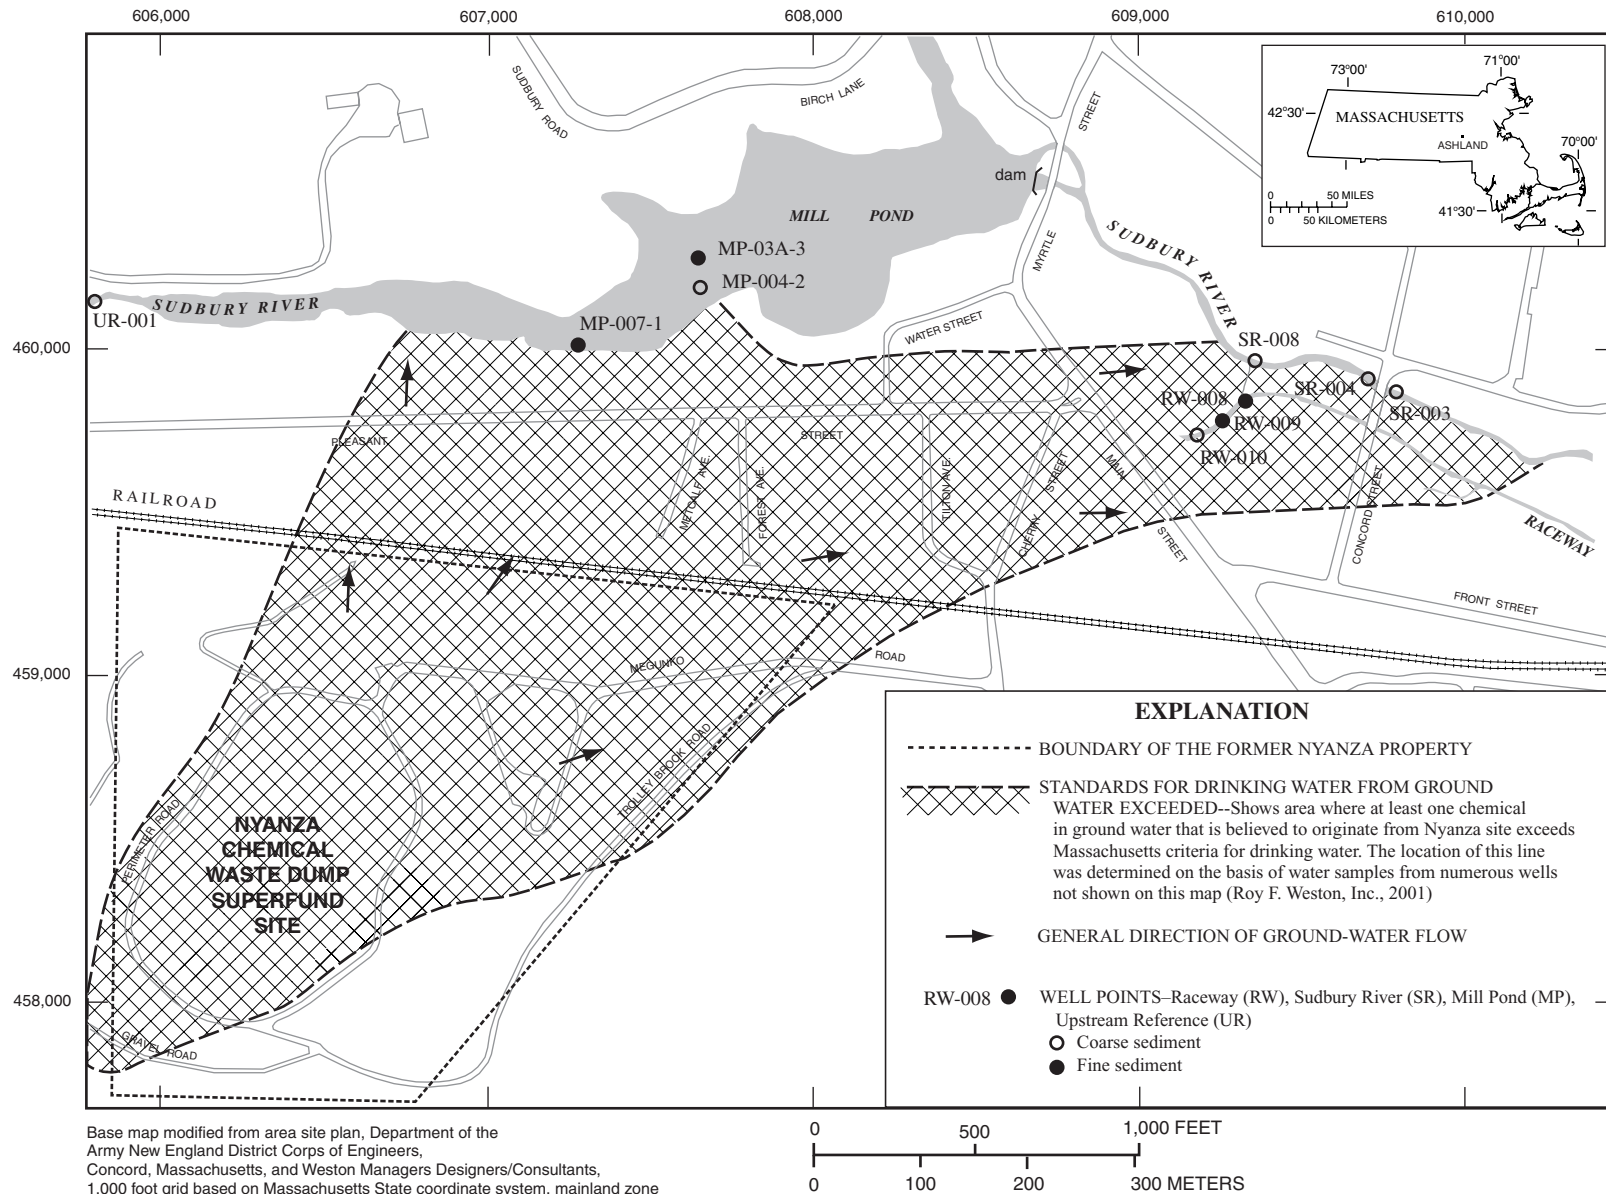 606,000
607,000
608,000
609,000
610,000
SUDBURY ROAD
BIRCH LANE
STREET
73°00'
71°00'
42°30'
MASSACHUSETTS
ASHLAND
70°00'
0 50 MILES
0 50 KILOMETERS
41°30'
dam
MILL POND
SUDBURY RIVER
MYRTLE
MP-03A-3
MP-004-2
SUDBURY RIVER
UR-001
MP-007-1
WATER STREET
460,000
SR-008
SR-004
RW-008
SR-003
RW-009
RW-010
PLEASANT
STREET
METCALF AVE.
FOREST AVE.
TILTON AVE.
CHERRY STREET
MAIN STREET
CONCORD STREET
RAILROAD
RACEWAY
FRONT STREET
459,000
MEGUNKO ROAD
TROLLEY BROOK ROAD
PERIMETER ROAD
NYANZA
CHEMICAL
WASTE DUMP
SUPERFUND
SITE
458,000
GRAVEL ROAD
EXPLANATION
BOUNDARY OF THE FORMER NYANZA PROPERTY
STANDARDS FOR DRINKING WATER FROM GROUND
WATER EXCEEDED--Shows area where at least one chemical
in ground water that is believed to originate from Nyanza site exceeds
Massachusetts criteria for drinking water. The location of this line
was determined on the basis of water samples from numerous wells
not shown on this map (Roy F. Weston, Inc., 2001)
GENERAL DIRECTION OF GROUND-WATER FLOW
RW-008 WELL POINTS–Raceway (RW), Sudbury River (SR), Mill Pond (MP),
Upstream Reference (UR)
Coarse sediment
Fine sediment
Base map modified from area site plan, Department of the
Army New England District Corps of Engineers,
Concord, Massachusetts, and Weston Managers Designers/Consultants,
1,000 foot grid based on Massachusetts State coordinate system, mainland zone
0 500 1,000 FEET
0 100 200 300 METERS